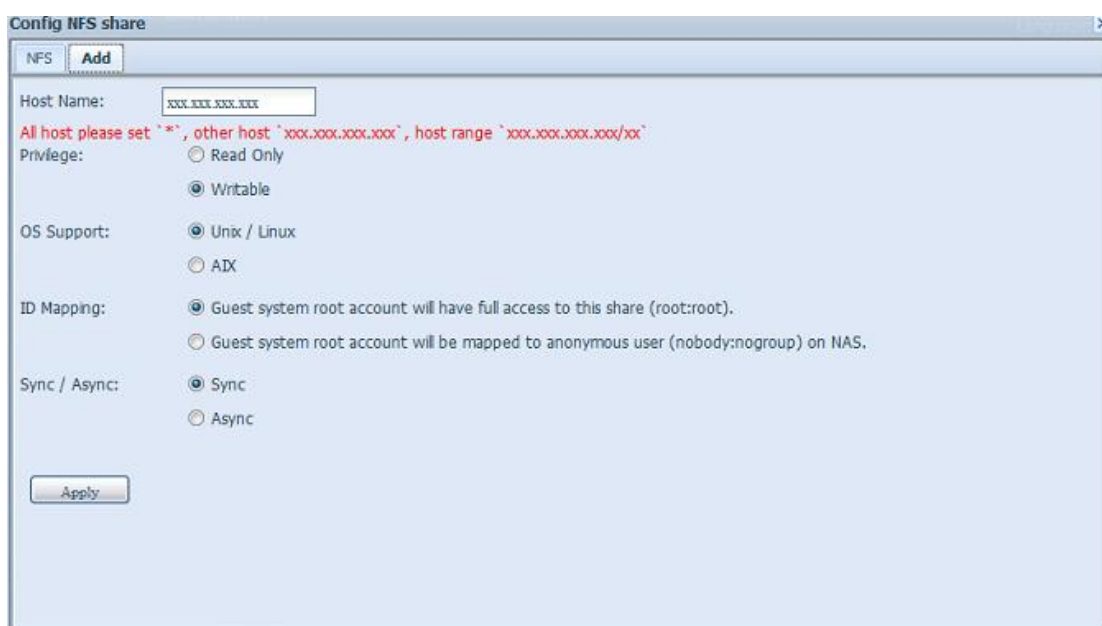 Config NFS share
NFS Add
Host Name: xxx.xxx.xxx.xxx
All host please set `*`, other host `xxx.xxx.xxx.xxx`, host range `xxx.xxx.xxx.xxx/xx`
Privilege: Read Only
Writable
OS Support: Unix / Linux
AIX
ID Mapping: Guest system root account will have full access to this share (root:root).
Guest system root account will be mapped to anonymous user (nobody:nogroup) on NAS.
Sync / Async: Sync
Async
Apply